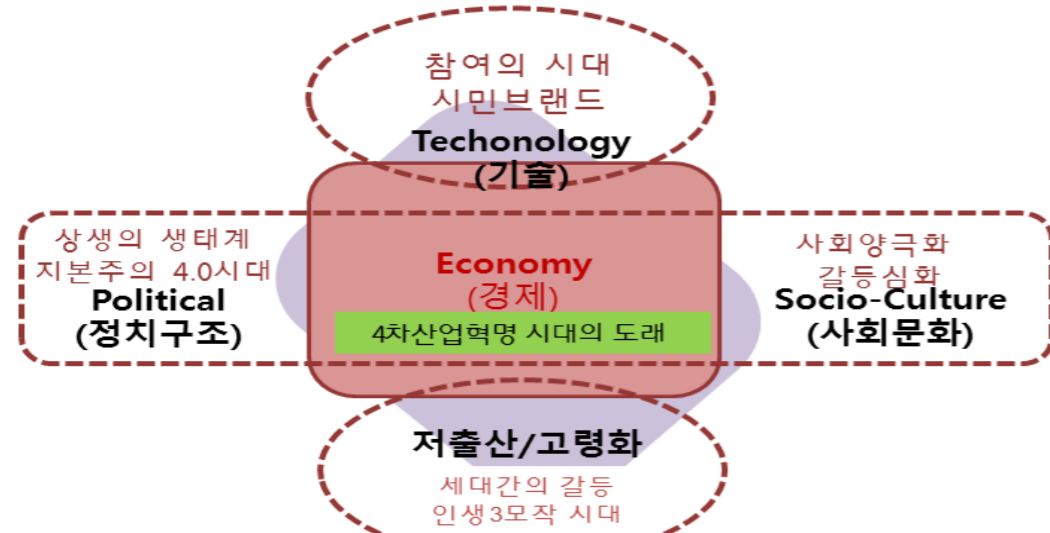 참여의 시대
시민브랜드
Techonology
(기술)
상생의 생태계
지본주의 4.0시대
Political
(정치구조)
Economy
(경제)
4차산업혁명 시대의 도래
사회양극화
갈등심화
Socio-Culture
(사회문화)
저출산/고령화
세대간의 갈등
인생3모작 시대